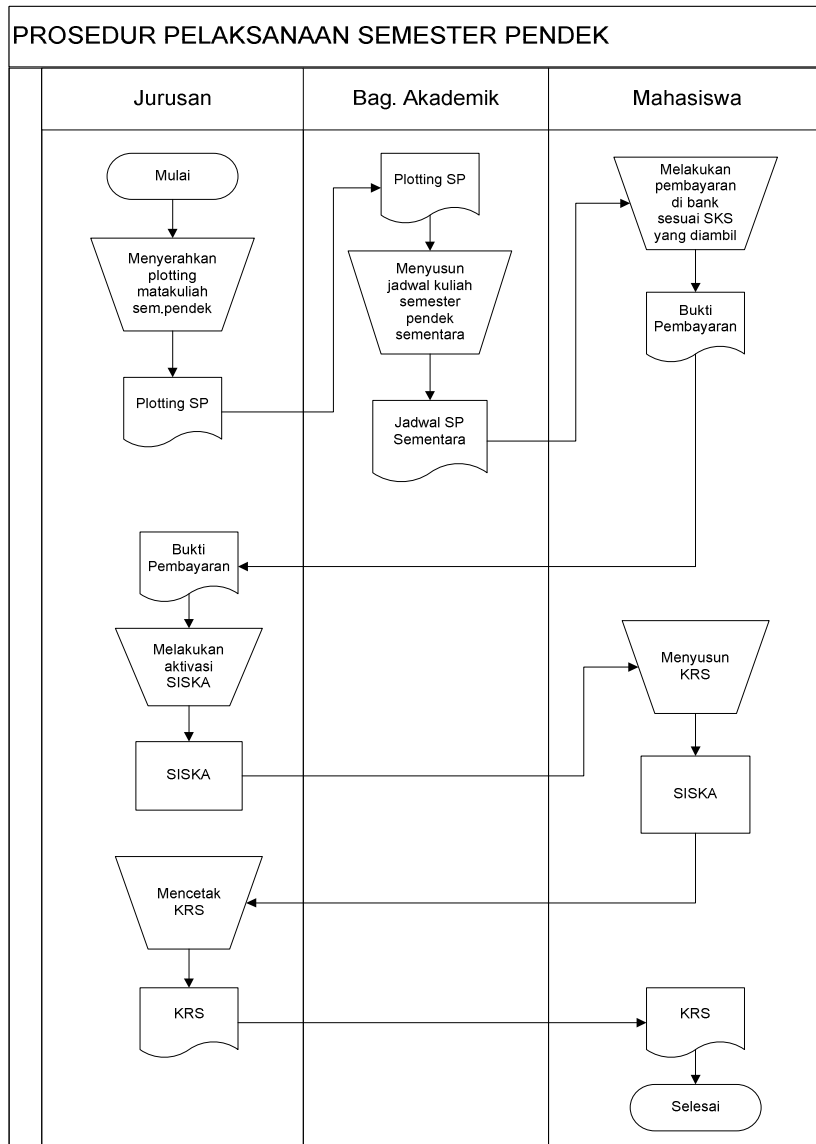 PROSEDUR PELAKSANAAN SEMESTER PENDEK
Jurusan
Bag. Akademik
Mahasiswa
Mulai
Menyerahkan
plotting
matakuliah
sem.pendek
Plotting SP
Plotting SP
Menyusun
jadwal kuliah
semester
pendek
sementara
Jadwal SP
Sementara
Melakukan
pembayaran
di bank
sesuai SKS
yang diambil
Bukti
Pembayaran
Bukti
Pembayaran
Melakukan
aktivasi
SISKA
SISKA
Menyusun
KRS
SISKA
Mencetak
KRS
KRS
KRS
Selesai